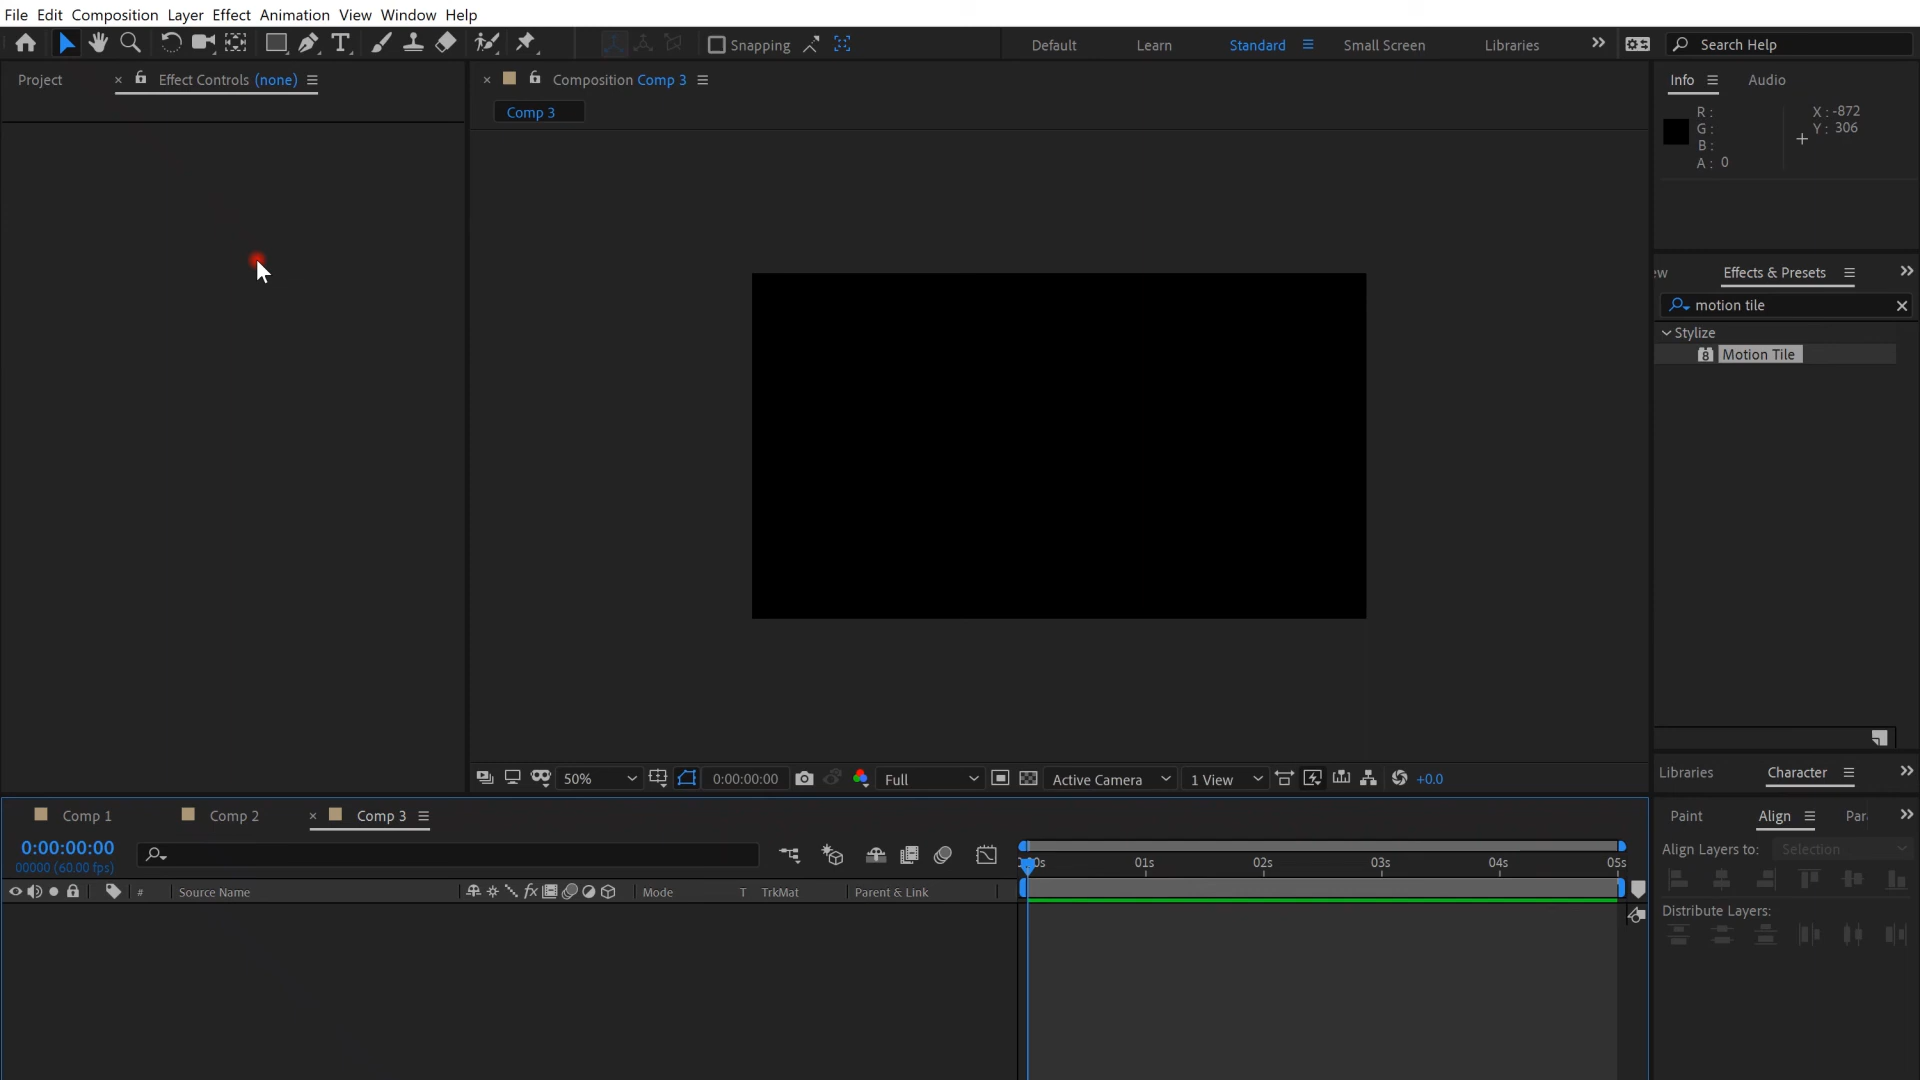 File Edit Composition Layer Effect Animation View Window Help
Snapping Default Learn Standard Small Screen Libraries Search Help
Project Effect Controls (none) Composition Comp 3 Info Audio
Comp 3
R: X: -872
G: Y: 306
B:
A: 0
Effects & Presets
motion tile
Stylize
8 Motion Tile
50% 0:00:00:00 Full Active Camera 1 View +0.0
Libraries Character
Comp 1 Comp 2 Comp 3
Paint Align Par
0:00:00:00
00000 (60.00 fps)
Align Layers to: Selection
01s 02s 03s 04s 05s
# Source Name fx Mode T TrkMat Parent & Link
Distribute Layers: